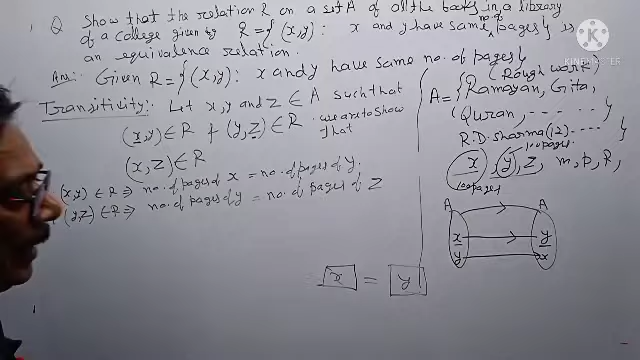 Q Show that the relation R on a set A of all the books in a library
of a college given by R = { (x,y) : x and y have same no. of pages} is
an equivalence relation.
Ans: Given R = { (x,y) : x and y have same no. of pages}
Transitivity:- Let x, y and z ∈ A such that
(x,y) ∈ R & (y,z) ∈ R. we are to show that
(x,z) ∈ R
(x,y) ∈ R ⇒ no. of pages of x = no. of pages of y.
(y,z) ∈ R ⇒ no. of pages of y = no. of pages of z
x = y
(Rough work)
A = { Ramayan, Gita,
Quran, ........ }
R.D. sharma (12) .... }
100 pages
x, y, z, m, p, R,
100 pages
A A
x y
y x
KINEMASTER